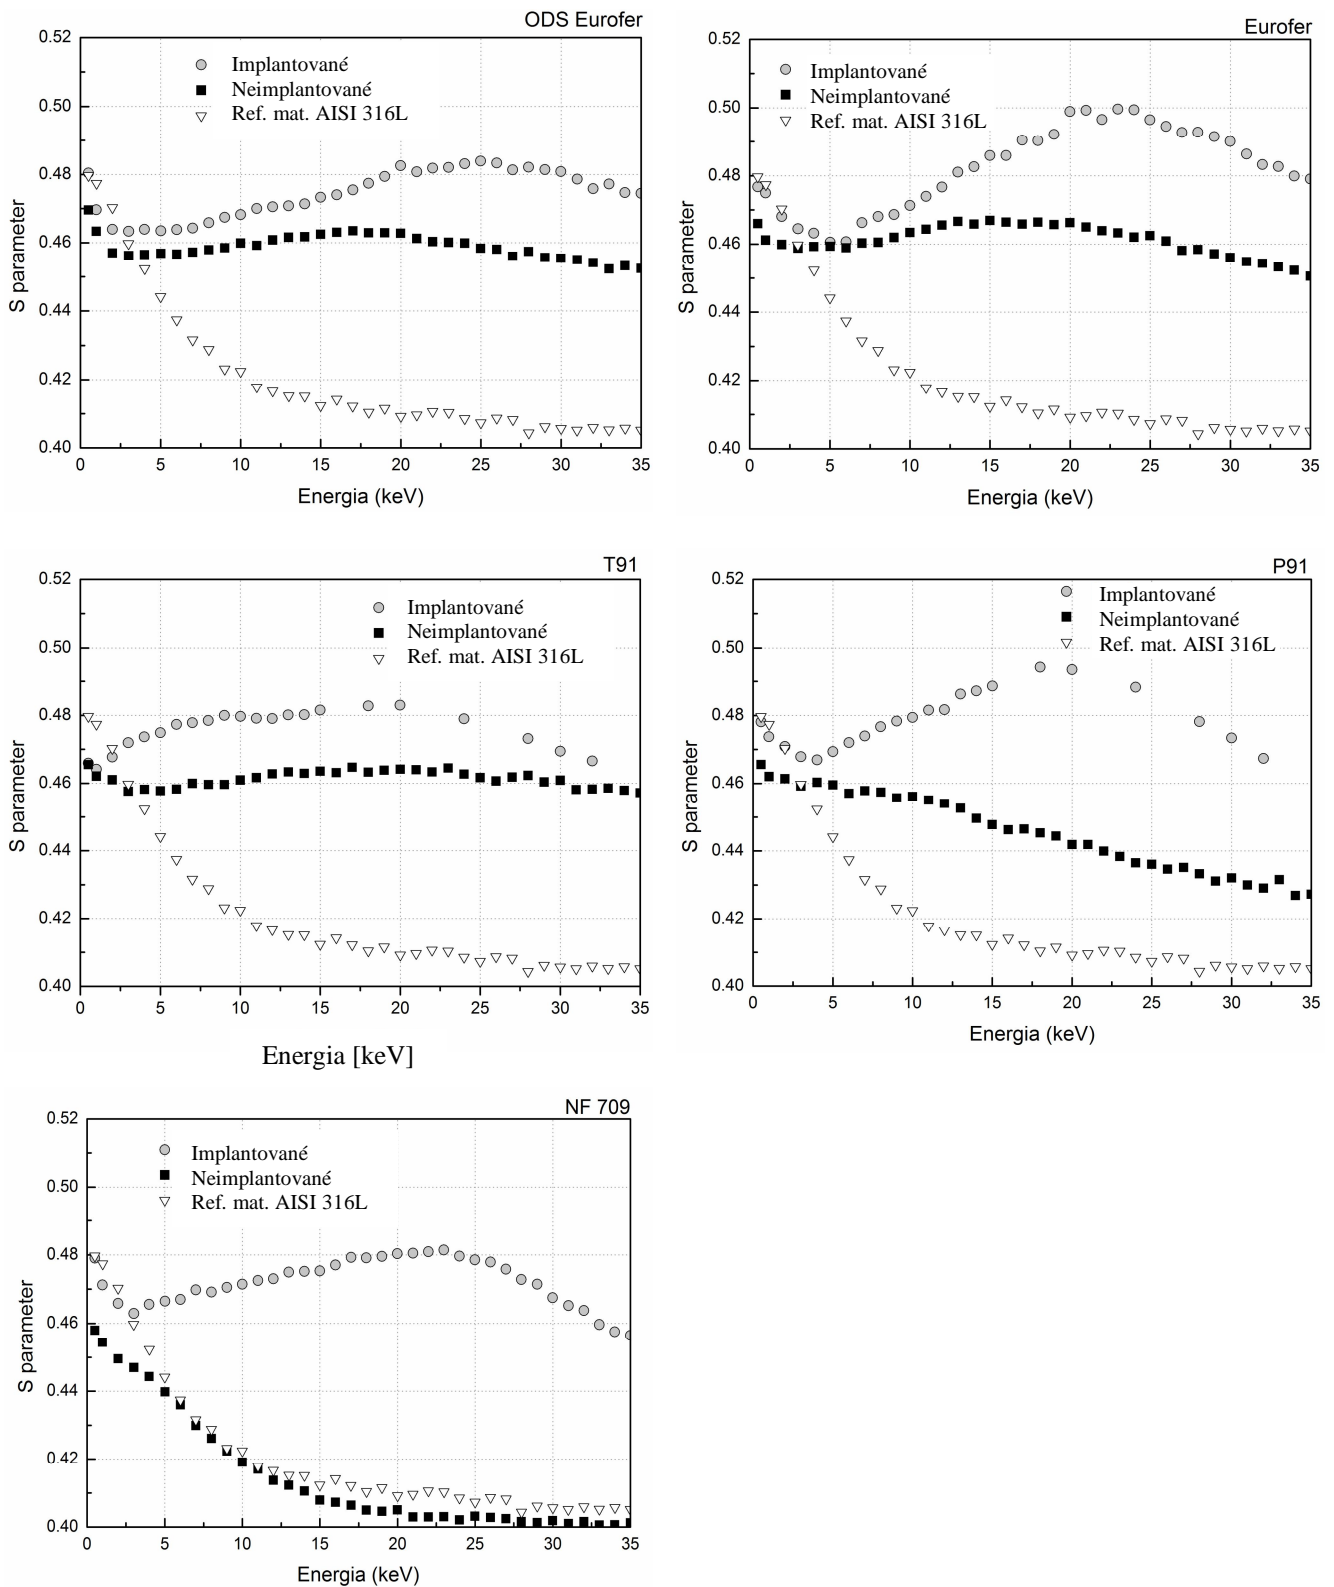 ODS Eurofer
0.52
0.50
0.48
0.46
0.44
0.42
0.40
S parameter
Implantované
Neimplantované
Ref. mat. AISI 316L
0 5 10 15 20 25 30 35
Energia (keV)
Eurofer
0.52
0.50
0.48
0.46
0.44
0.42
0.40
S parameter
Implantované
Neimplantované
Ref. mat. AISI 316L
0 5 10 15 20 25 30 35
Energia (keV)
T91
0.52
0.50
0.48
0.46
0.44
0.42
0.40
S parameter
Implantované
Neimplantované
Ref. mat. AISI 316L
0 5 10 15 20 25 30 35
Energia [keV]
P91
0.52
0.50
0.48
0.46
0.44
0.42
0.40
S parameter
Implantované
Neimplantované
Ref. mat. AISI 316L
0 5 10 15 20 25 30 35
Energia (keV)
NF 709
0.52
0.50
0.48
0.46
0.44
0.42
0.40
S parameter
Implantované
Neimplantované
Ref. mat. AISI 316L
0 5 10 15 20 25 30 35
Energia (keV)